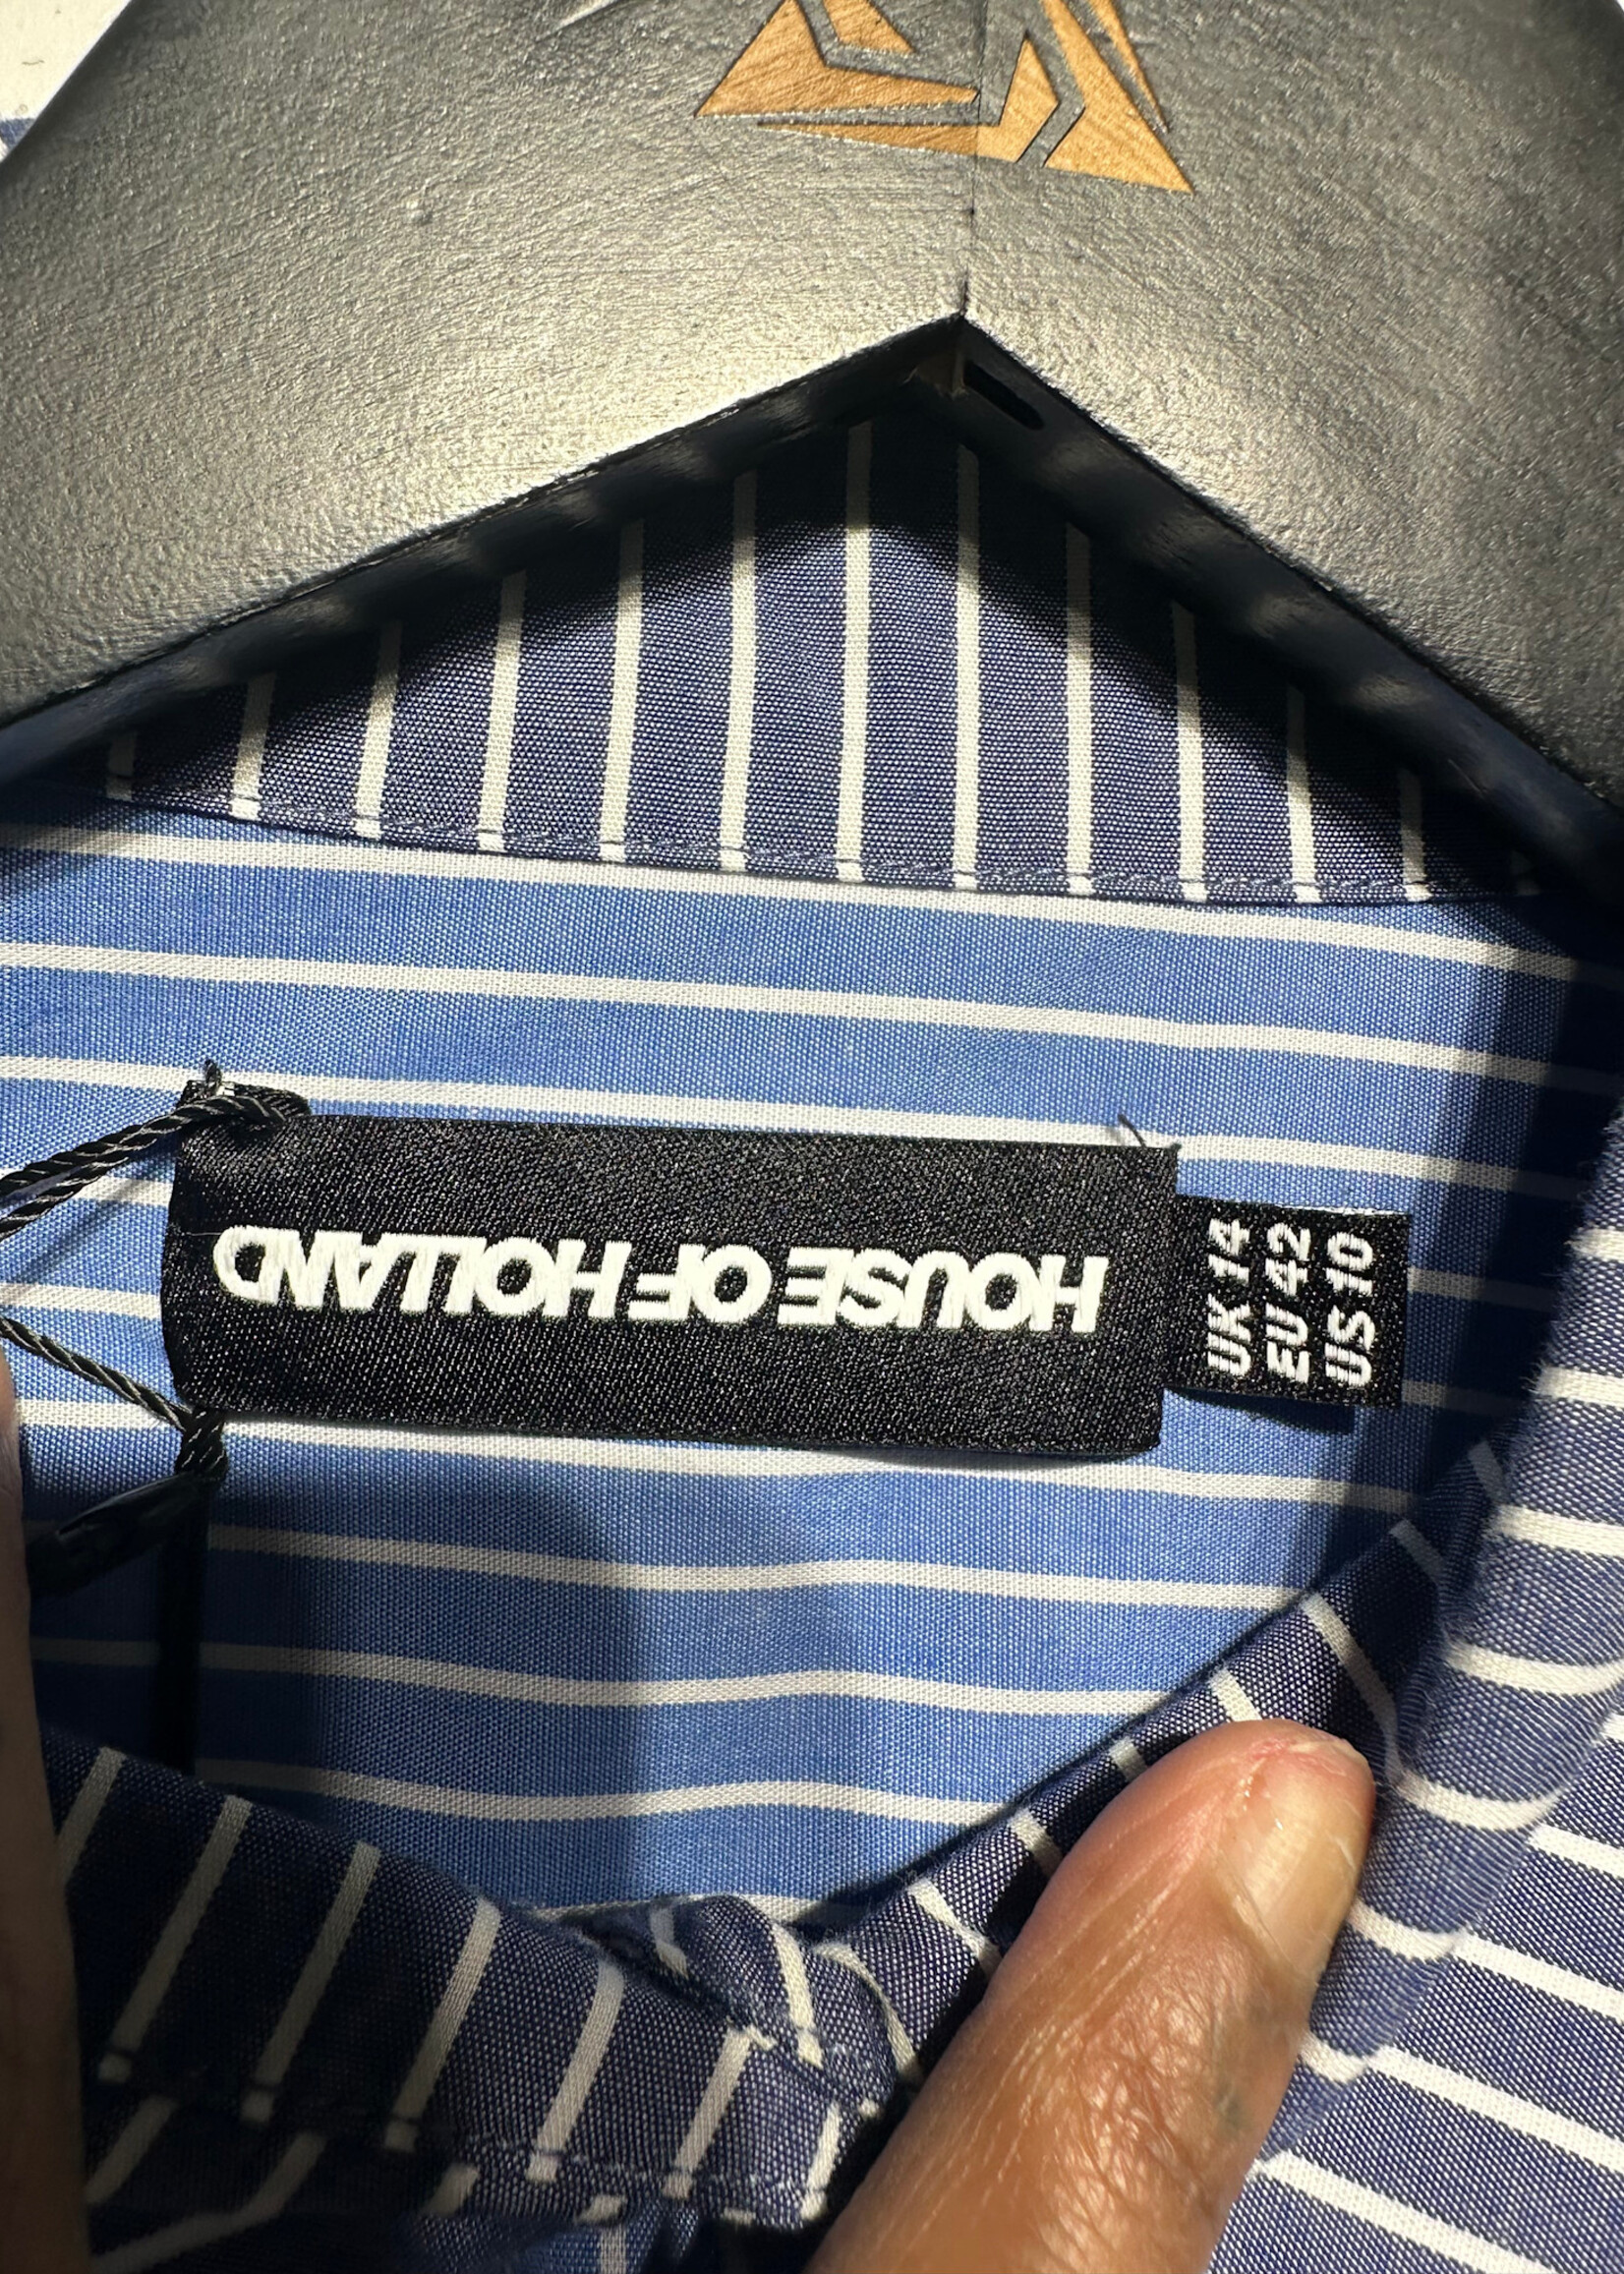 HOUSE OF HOLLAND
UK 14
EU 42
US 10